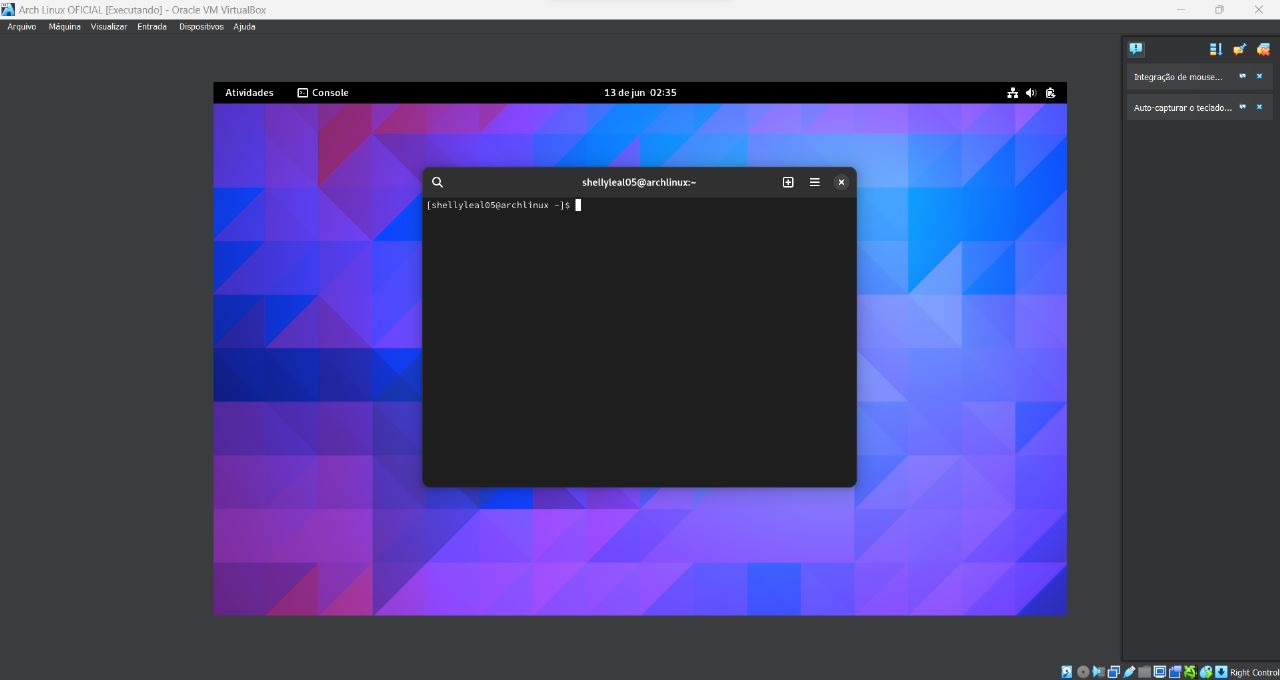 Arch Linux OFICIAL [Executando] - Oracle VM VirtualBox
Arquivo Máquina Visualizar Entrada Dispositivos Ajuda
Integração de mouse...
Auto-capturar o teclado...
Atividades Console 13 de jun 02:35
shellyleal05@archlinux:~
[shellyleal05@archlinux ~]$
Right Control